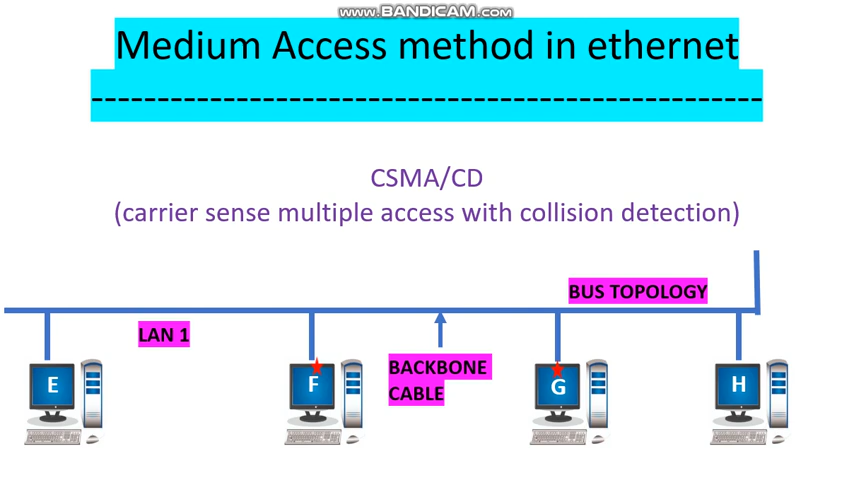 www.BANDICAM.com
Medium Access method in ethernet
----------------------------------------------------
CSMA/CD
(carrier sense multiple access with collision detection)
BUS TOPOLOGY
LAN 1
BACKBONE
CABLE
E
F
G
H